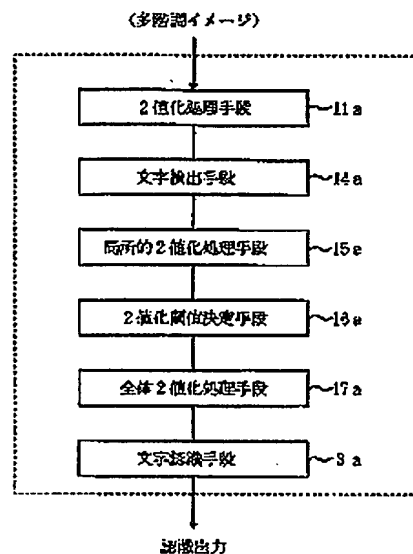 (多階調イメージ)
2値化処理手段
11a
文字検出手段
14a
局所的2値化処理手段
15a
2値化閾値決定手段
16a
全体2値化処理手段
17a
文字認識手段
3a
認識出力